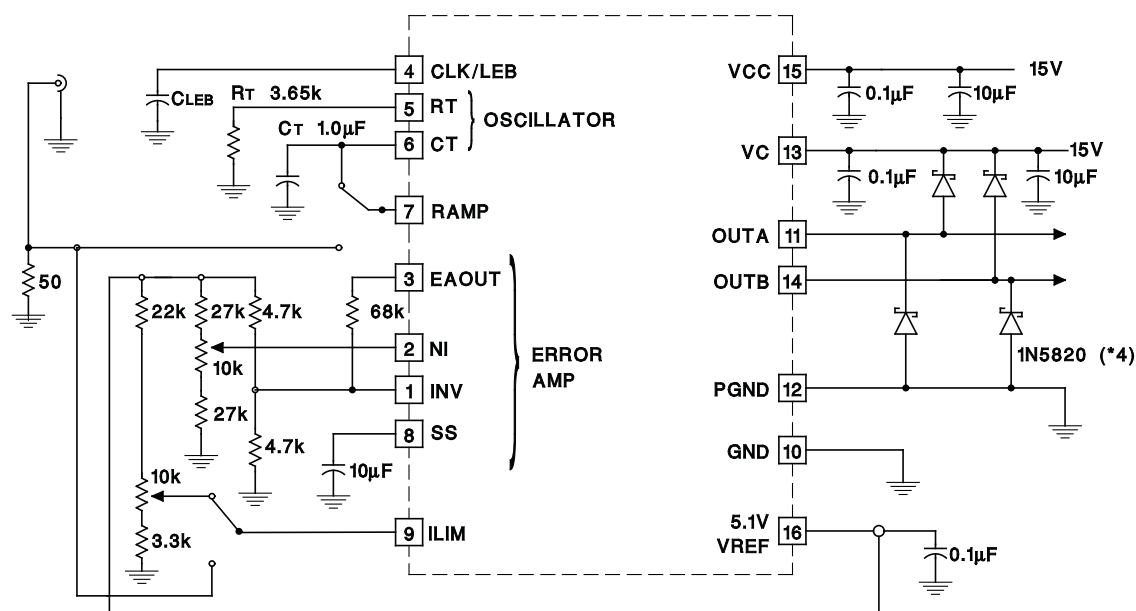 4 CLK/LEB
CLEB
RT 3.65k
5 RT
CT 1.0µF
6 CT
OSCILLATOR
7 RAMP
50
3 EAOUT
22k
27k
4.7k
68k
2 NI
10k
ERROR
AMP
1 INV
27k
8 SS
4.7k
10µF
10k
3.3k
9 ILIM
VCC 15
15V
0.1µF
10µF
VC 13
15V
0.1µF
10µF
OUTA 11
OUTB 14
1N5820 (*4)
PGND 12
GND 10
5.1V
VREF
16
0.1µF